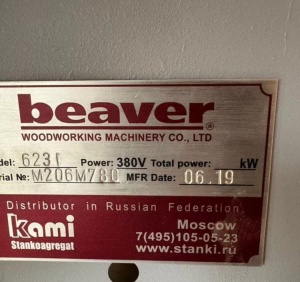 beaver®
WOODWORKING MACHINERY CO., LTD
del: 623T Power: 380V Total power: kW
rial №: M206M780 MFR Date: 06.19
Distributor in Russian Federation
kami
Stankoagregat
Moscow
7(495)105-05-23
www.stanki.ru